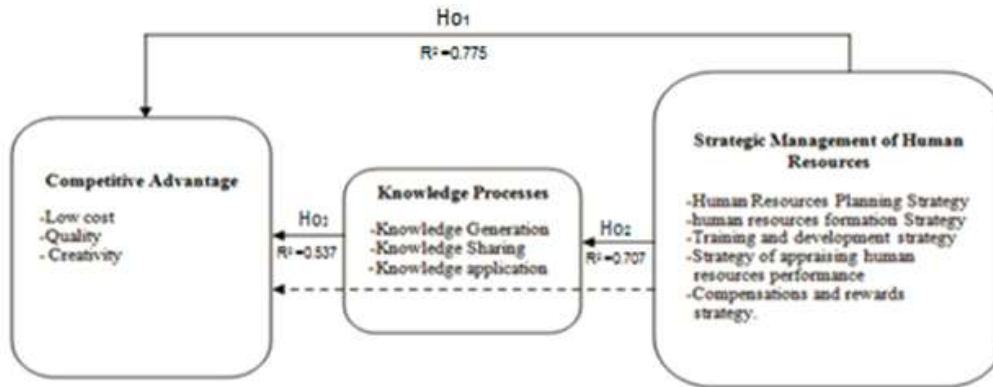 Ho₁
R² =0.775
Competitive Advantage
-Low cost
-Quality
- Creativity
Ho₃
R² =0.537
Knowledge Processes
-Knowledge Generation
-Knowledge Sharing
-Knowledge application
Ho₂
R² =0.707
Strategic Management of Human
Resources
-Human Resources Planning Strategy
-human resources formation Strategy
-Training and development strategy
-Strategy of appraising human
resources performance
-Compensations and rewards
strategy.